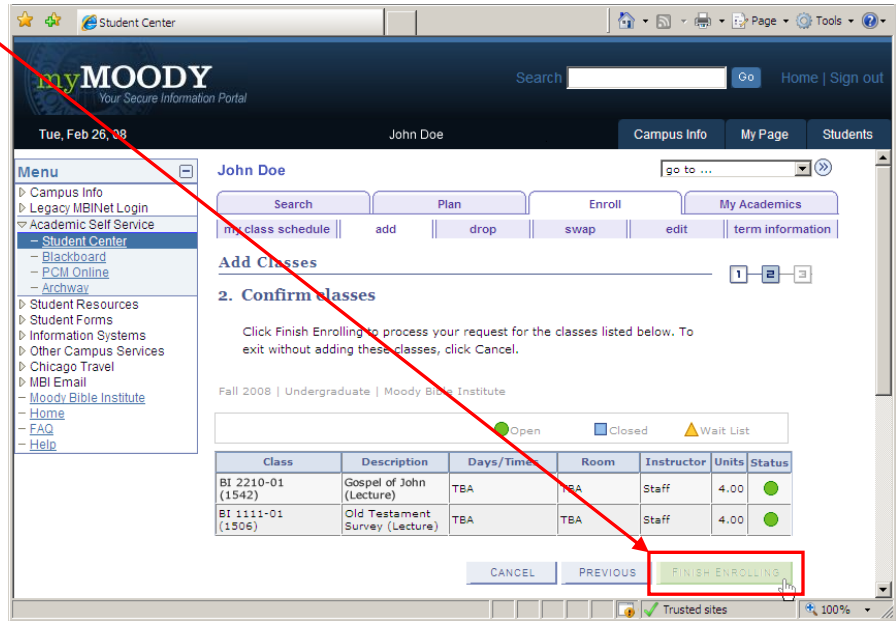 Student Center
Page
Tools
myMOODY
Your Secure Information Portal
Search
Go
Home | Sign out
Tue, Feb 26, 08
John Doe
Campus Info
My Page
Students
Menu
Campus Info
Legacy MBINet Login
Academic Self Service
– Student Center
– Blackboard
– PCM Online
– Archway
Student Resources
Student Forms
Information Systems
Other Campus Services
Chicago Travel
MBI Email
– Moody Bible Institute
– Home
– FAQ
– Help
John Doe
go to ...
Search
Plan
Enroll
My Academics
my class schedule
add
drop
swap
edit
term information
Add Classes
1
2
3
2. Confirm classes
Click Finish Enrolling to process your request for the classes listed below. To
exit without adding these classes, click Cancel.
Fall 2008 | Undergraduate | Moody Bible Institute
Open
Closed
Wait List
Class Description Days/Times Room Instructor Units Status
BI 2210-01 (1542) Gospel of John (Lecture) TBA TBA Staff 4.00
BI 1111-01 (1506) Old Testament Survey (Lecture) TBA TBA Staff 4.00
CANCEL
PREVIOUS
FINISH ENROLLING
Trusted sites
100%